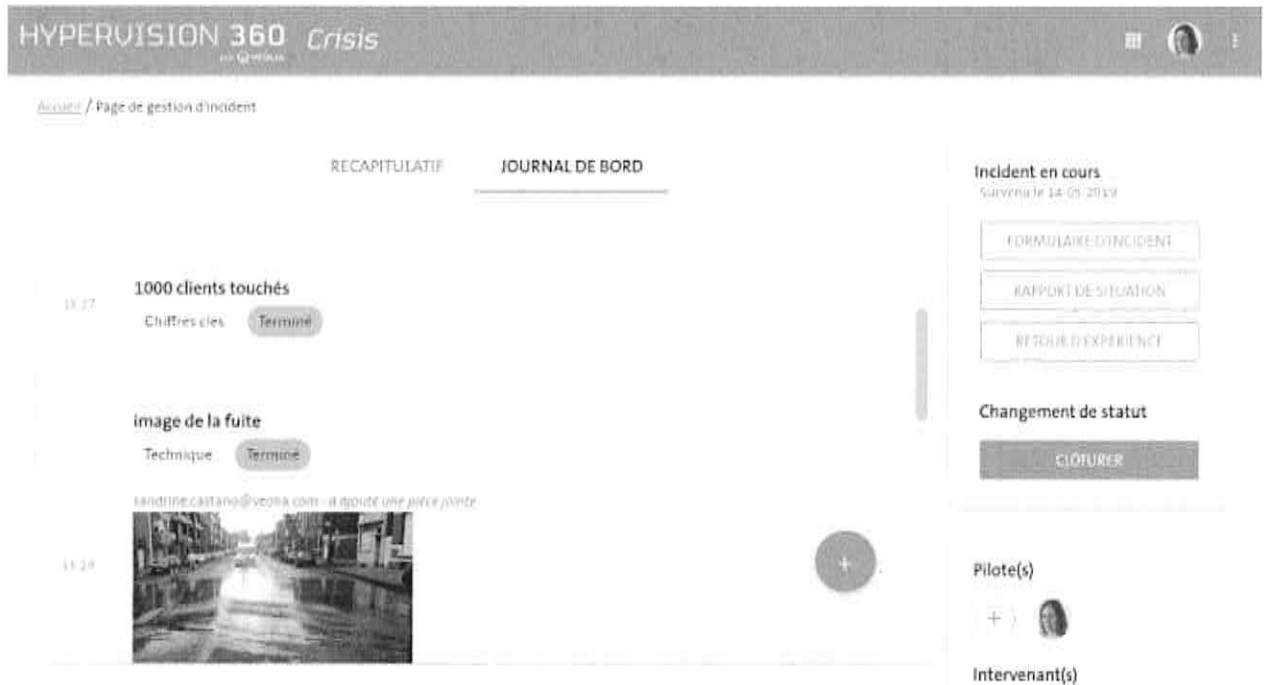 HYPERVISION 360 Crisis
PAR VEOLIA
Accueil / Page de gestion d'incident
RECAPITULATIF JOURNAL DE BORD
Incident en cours
Survenu le 14-05-2019
FORMULAIRE D'INCIDENT
1000 clients touchés
RAPPORT DE SITUATION
Chiffres clés Terminé
RETOUR D'EXPERIENCE
Changement de statut
image de la fuite
Technique Terminé
CLÔTURER
sandrine.castano@veolia.com - a ajouté une pièce jointe
+
Pilote(s)
+
Intervenant(s)